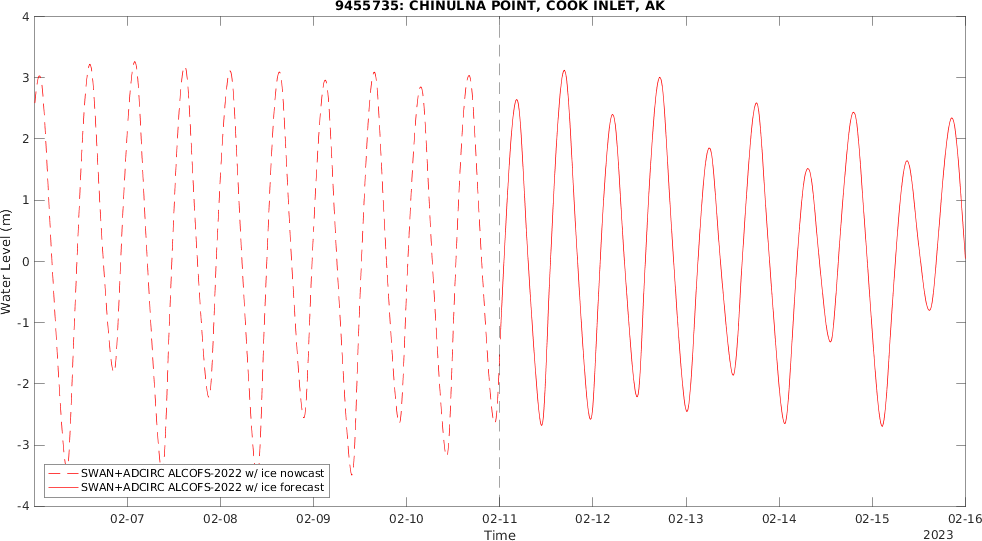 9455735: CHINULNA POINT, COOK INLET, AK
4
3
2
1
0
-1
-2
-3
-4
Water Level (m)
SWAN+ADCIRC ALCOFS-2022 w/ ice nowcast
SWAN+ADCIRC ALCOFS-2022 w/ ice forecast
02-07 02-08 02-09 02-10 02-11 02-12 02-13 02-14 02-15 02-16
Time
2023